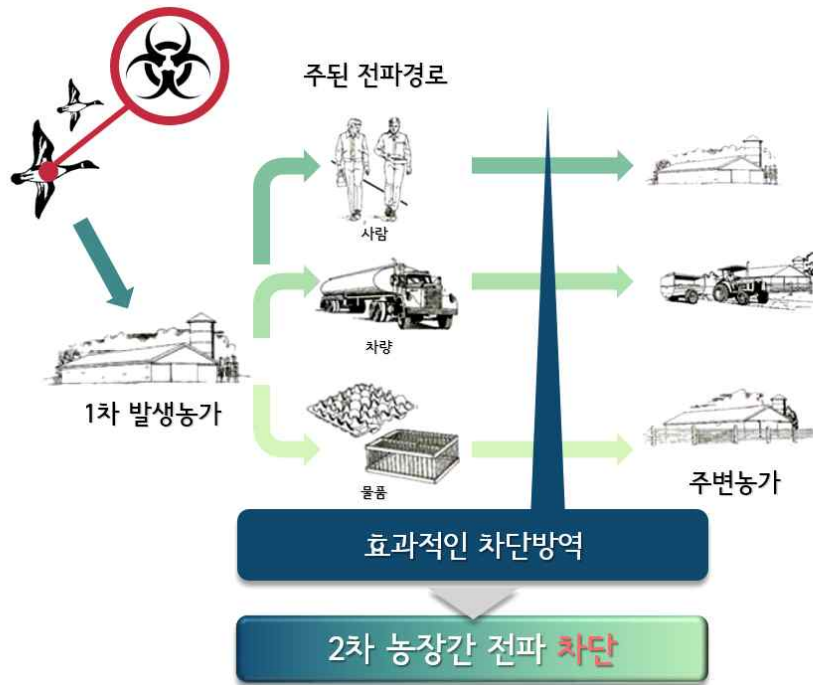 주된 전파경로
사람
차량
1차 발생농가
물품
주변농가
효과적인 차단방역
2차 농장간 전파 차단